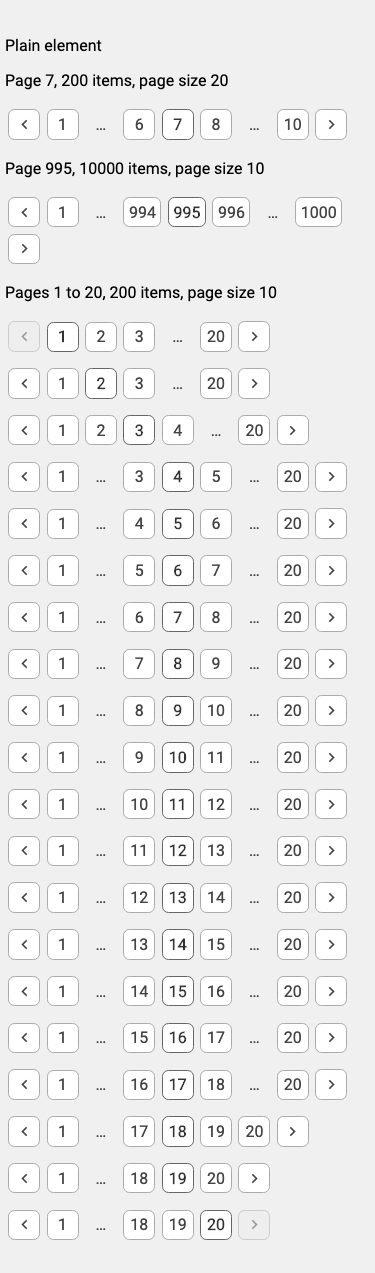 Plain element
Page 7, 200 items, page size 20
< 1 … 6 7 8 … 10 >
Page 995, 10000 items, page size 10
< 1 … 994 995 996 … 1000
>
Pages 1 to 20, 200 items, page size 10
< 1 2 3 … 20 >
< 1 2 3 … 20 >
< 1 2 3 4 … 20 >
< 1 … 3 4 5 … 20 >
< 1 … 4 5 6 … 20 >
< 1 … 5 6 7 … 20 >
< 1 … 6 7 8 … 20 >
< 1 … 7 8 9 … 20 >
< 1 … 8 9 10 … 20 >
< 1 … 9 10 11 … 20 >
< 1 … 10 11 12 … 20 >
< 1 … 11 12 13 … 20 >
< 1 … 12 13 14 … 20 >
< 1 … 13 14 15 … 20 >
< 1 … 14 15 16 … 20 >
< 1 … 15 16 17 … 20 >
< 1 … 16 17 18 … 20 >
< 1 … 17 18 19 20 >
< 1 … 18 19 20 >
< 1 … 18 19 20 >